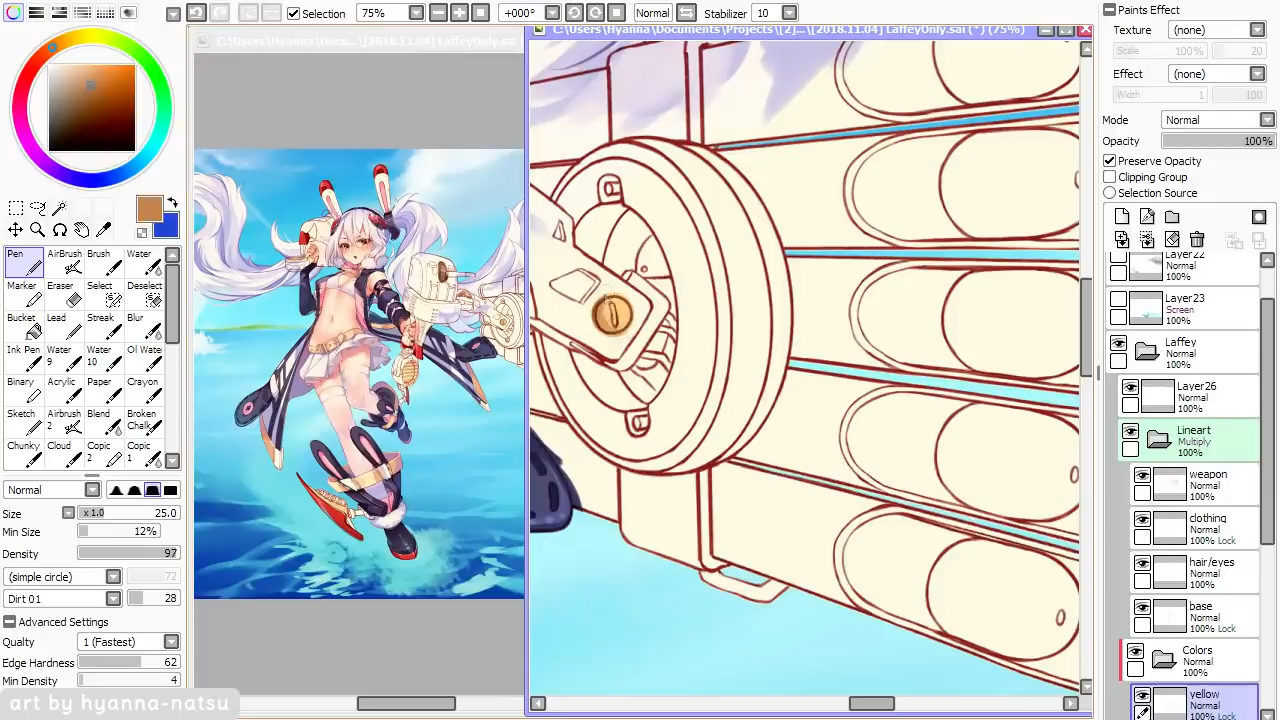 Selection
75%
+000°
Normal
Stabilizer
10
C:\Users\Hyanna\Documents\Projects\[2]...\[2018.11.04] LaffeyOnly.sai (*) (75%)
Pen
AirBrush
Brush
Water
Marker
Eraser
Select
Deselect
Bucket
Lead
Streak
Blur
Ink Pen
Water 9
Water 10
Oil Water
Binary
Acrylic
Paper
Crayon
Sketch
Airbrush 2
Blend
Broken Chalk
Chunky
Cloud
Copic 2
Copic 1
Normal
Size
x 1.0
25.0
Min Size
12%
Density
97
(simple circle)
72
Dirt 01
28
Advanced Settings
Quality
1 (Fastest)
Edge Hardness
62
Min Density
4
art by hyanna-natsu
Paints Effect
Texture
(none)
Scale
100%
20
Effect
(none)
Width
1
100
Mode
Normal
Opacity
100%
Preserve Opacity
Clipping Group
Selection Source
Layer22
Normal
100%
Layer23
Screen
100%
Laffey
Normal
100%
Layer26
Normal
100%
Lineart
Multiply
100%
weapon
Normal
100%
clothing
Normal
100% Lock
hair/eyes
Normal
100%
base
Normal
100% Lock
Colors
Normal
100%
yellow
Normal
100% Lock